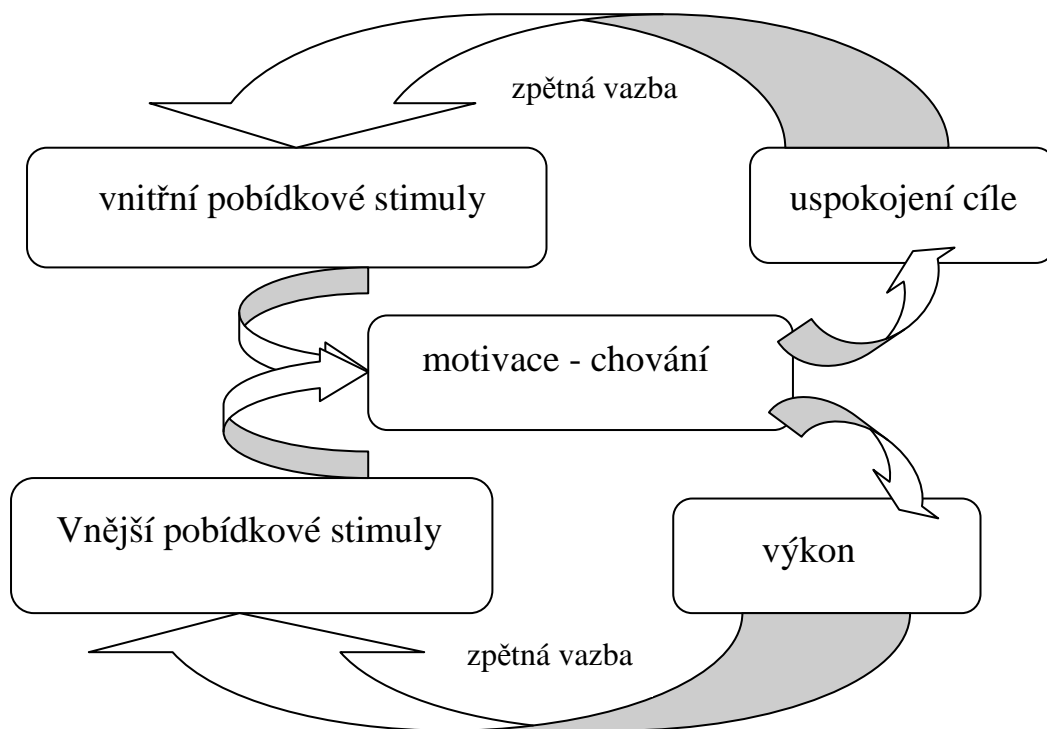 zpětná vazba
vnitřní pobídkové stimuly
uspokojení cíle
motivace - chování
Vnější pobídkové stimuly
výkon
zpětná vazba